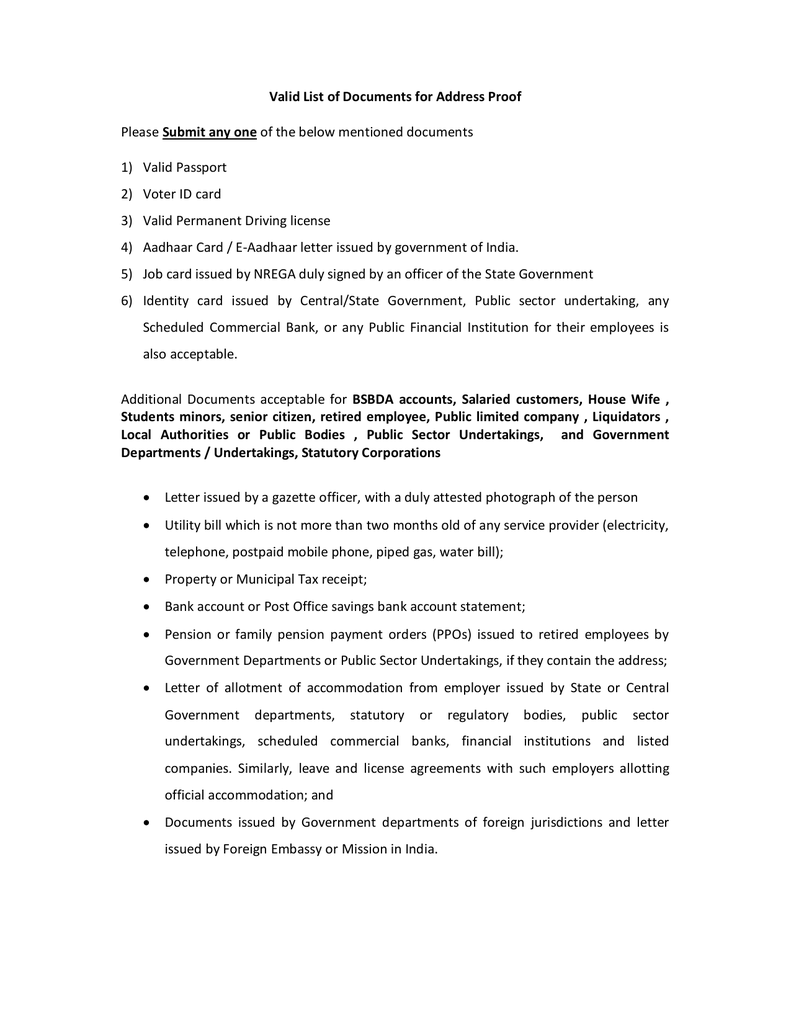 Valid List of Documents for Address Proof
Please Submit any one of the below mentioned documents
1) Valid Passport
2) Voter ID card
3) Valid Permanent Driving license
4) Aadhaar Card / E-Aadhaar letter issued by government of India.
5) Job card issued by NREGA duly signed by an officer of the State Government
6) Identity card issued by Central/State Government, Public sector undertaking, any
Scheduled Commercial Bank, or any Public Financial Institution for their employees is
also acceptable.
Additional Documents acceptable for BSBDA accounts, Salaried customers, House Wife ,
Students minors, senior citizen, retired employee, Public limited company , Liquidators ,
Local Authorities or Public Bodies , Public Sector Undertakings, and Government
Departments / Undertakings, Statutory Corporations
• Letter issued by a gazette officer, with a duly attested photograph of the person
• Utility bill which is not more than two months old of any service provider (electricity,
telephone, postpaid mobile phone, piped gas, water bill);
• Property or Municipal Tax receipt;
• Bank account or Post Office savings bank account statement;
• Pension or family pension payment orders (PPOs) issued to retired employees by
Government Departments or Public Sector Undertakings, if they contain the address;
• Letter of allotment of accommodation from employer issued by State or Central
Government departments, statutory or regulatory bodies, public sector
undertakings, scheduled commercial banks, financial institutions and listed
companies. Similarly, leave and license agreements with such employers allotting
official accommodation; and
• Documents issued by Government departments of foreign jurisdictions and letter
issued by Foreign Embassy or Mission in India.